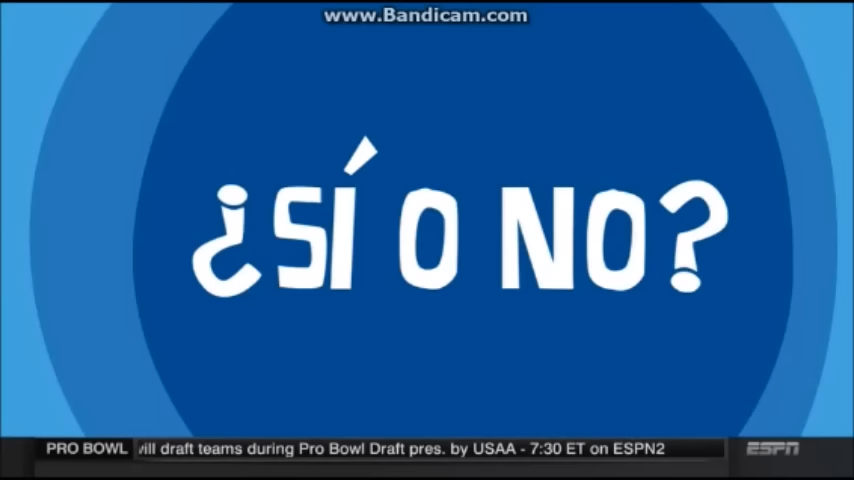 www.Bandicam.com
¿SÍ O NO?
PRO BOWL will draft teams during Pro Bowl Draft pres. by USAA - 7:30 ET on ESPN2 ESPN